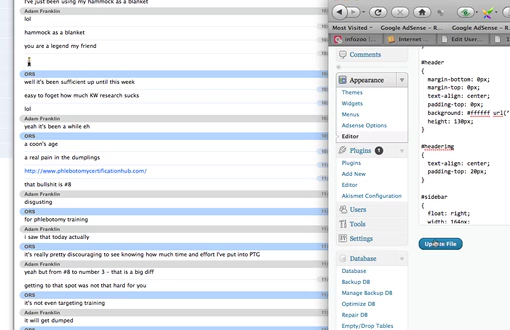 I've just been using my hammock as a blanket
Adam Franklin
lol
hammock as a blanket
you are a legend my friend
ORS
well it's been sufficient up until this week
easy to foget how much KW research sucks
lol
Adam Franklin
yeah it's been a while eh
ORS
a coon's age
a real pain in the dumplings
http://www.phlebotomycertificationhub.com/
that bullshit is #8
Adam Franklin
disgusting
ORS
for phlebotomy training
Adam Franklin
i saw that today actually
ORS
it's really pretty discouraging to see knowing how much time and effort I've put into PTG
Adam Franklin
yeah but from #8 to number 3 - that is a big diff
getting to that spot was not that hard for you
ORS
it's not even targeting training
Adam Franklin
it will get dumped
Most Visited
Google AdSense
Google AdSense - R...
infozoo
Internet ...
Edit User...
Comments
Appearance
Themes
Widgets
Menus
Adsense Options
Editor
Plugins 1
Plugins
Add New
Editor
Akismet Configuration
Users
Tools
Settings
Database
Database
Backup DB
Manage Backup DB
Optimize DB
Repair DB
Empty/Drop Tables
}
#header
{
margin-bottom: 0px;
margin-top: 0px;
text-align: center;
padding-top: 0px;
background: #ffffff url("
height: 130px;
}
#headerimg
{
text-align: center;
padding-top: 20px;
}
#sidebar
{
float: right;
width: 164px;
Update File